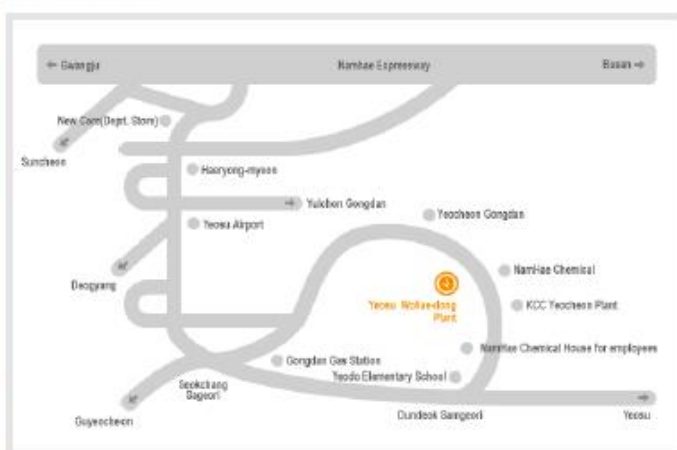 ← Gwangju
Namhae Expressway
Busan →
New Core(Dept. Store)
Suncheon
Haeryong-myeon
Yulchon Gongdan
Yeosu Airport
Yeocheon Gongdan
Deogyang
NamHae Chemical
Yeosu Wollae-dong
Plant
KCC Yeocheon Plant
NamHae Chemical House for employees
Gongdan Gas Station
Yeodo Elementary School
Seokchang
Sageori
Guyeocheon
Dundeok Samgeori
Yeosu